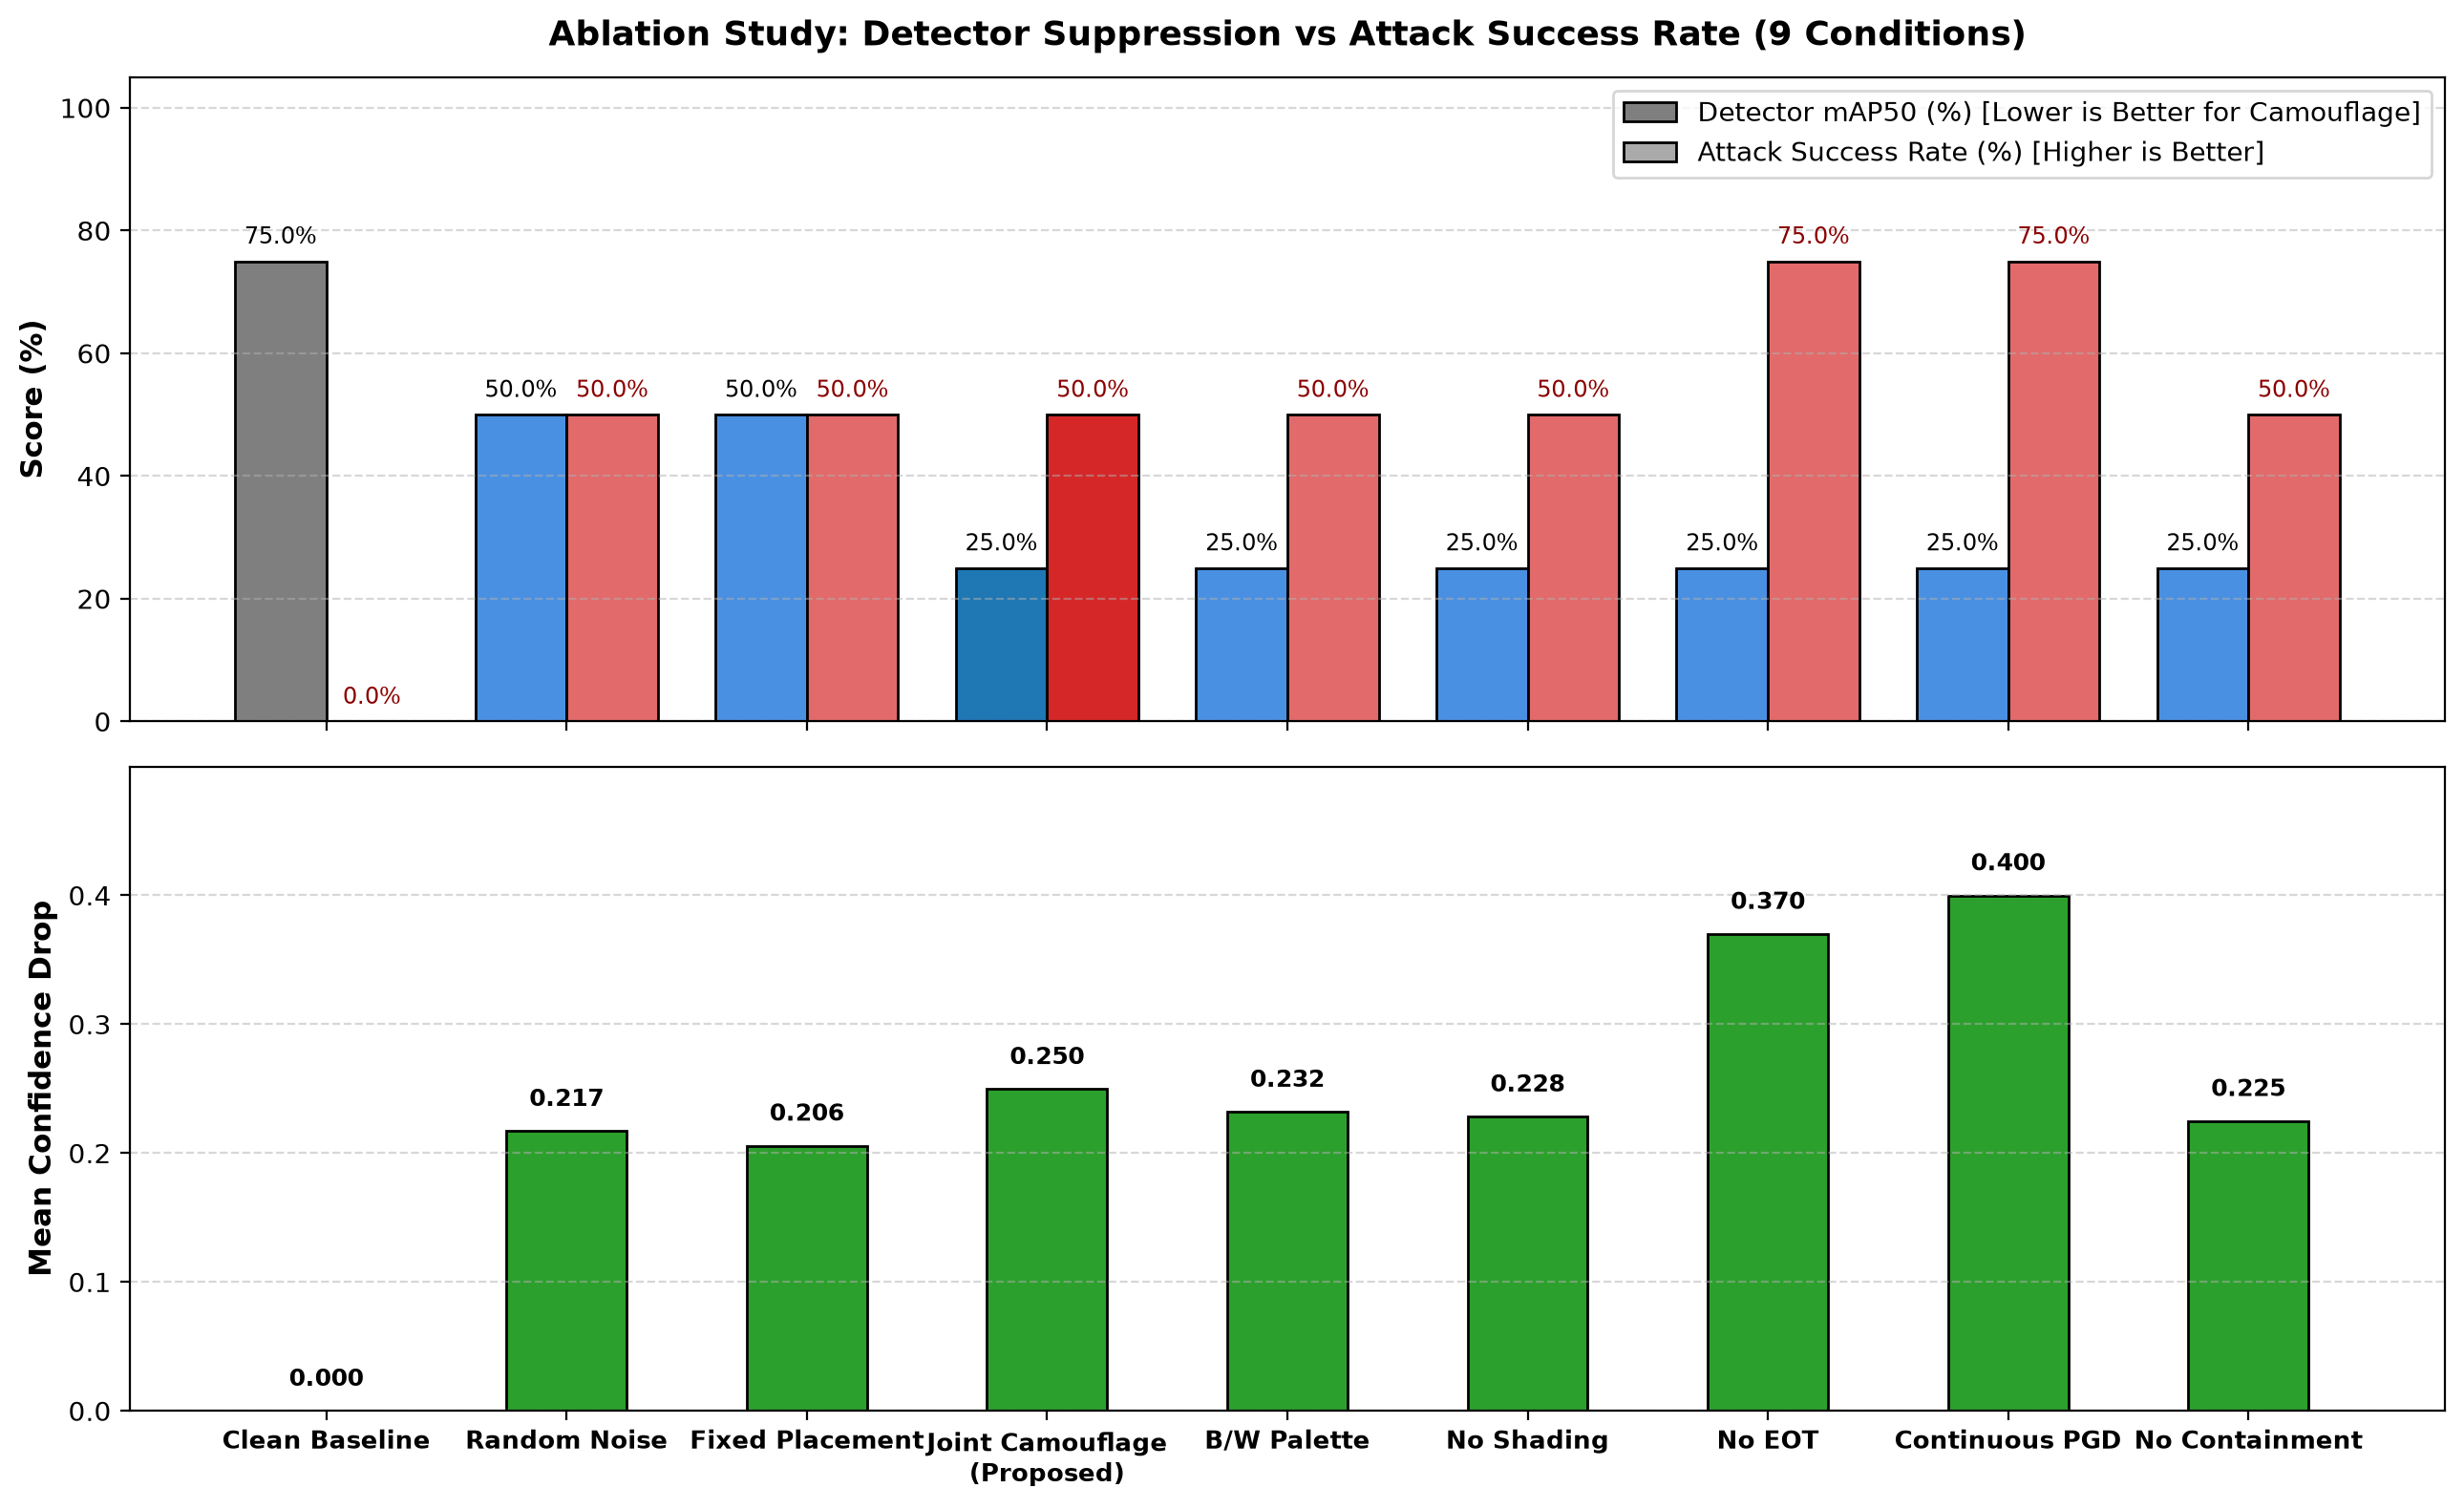 Ablation Study: Detector Suppression vs Attack Success Rate (9 Conditions)
Detector mAP50 (%) [Lower is Better for Camouflage]
Attack Success Rate (%) [Higher is Better]
Score (%)
100
80
60
40
20
0
75.0%
0.0%
50.0%
50.0%
50.0%
50.0%
25.0%
50.0%
25.0%
50.0%
25.0%
50.0%
25.0%
75.0%
25.0%
75.0%
25.0%
50.0%
Mean Confidence Drop
0.4
0.3
0.2
0.1
0.0
0.000
0.217
0.206
0.250
0.232
0.228
0.370
0.400
0.225
Clean Baseline
Random Noise
Fixed Placement
Joint Camouflage
(Proposed)
B/W Palette
No Shading
No EOT
Continuous PGD
No Containment